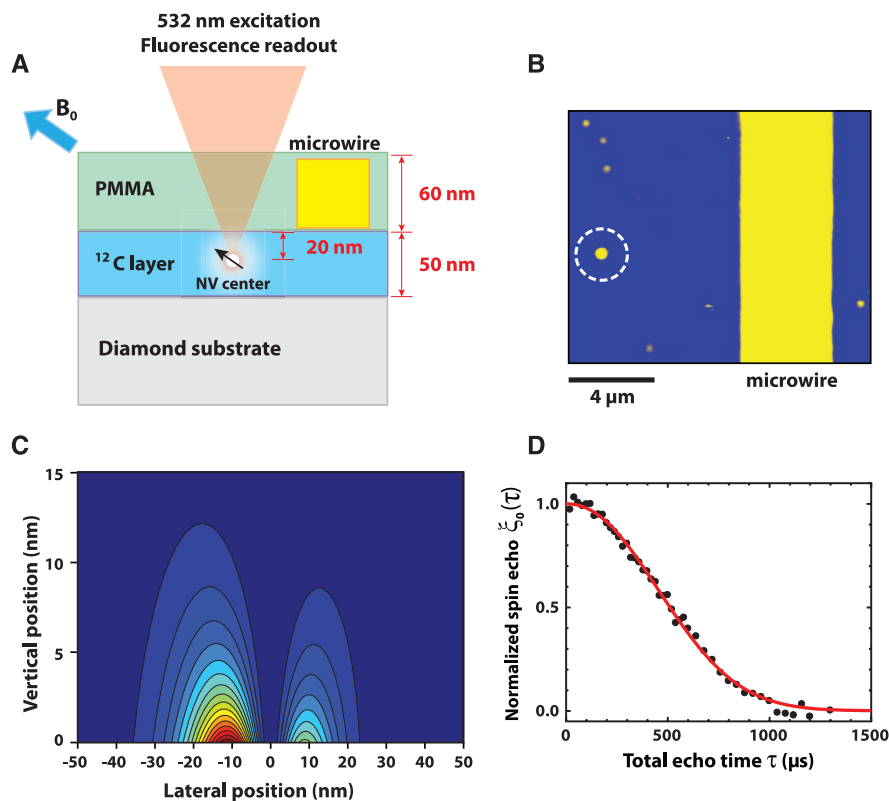 532 nm excitation
Fluorescence readout
A
B₀
microwire
PMMA
60 nm
20 nm
¹²C layer
50 nm
NV center
Diamond substrate
B
4 μm
microwire
C
15
10
5
0
Vertical position (nm)
-50 -40 -30 -20 -10 0 10 20 30 40 50
Lateral position (nm)
D
1.0
0.5
0.0
Normalized spin echo ξ₀(τ)
0 500 1000 1500
Total echo time τ (μs)